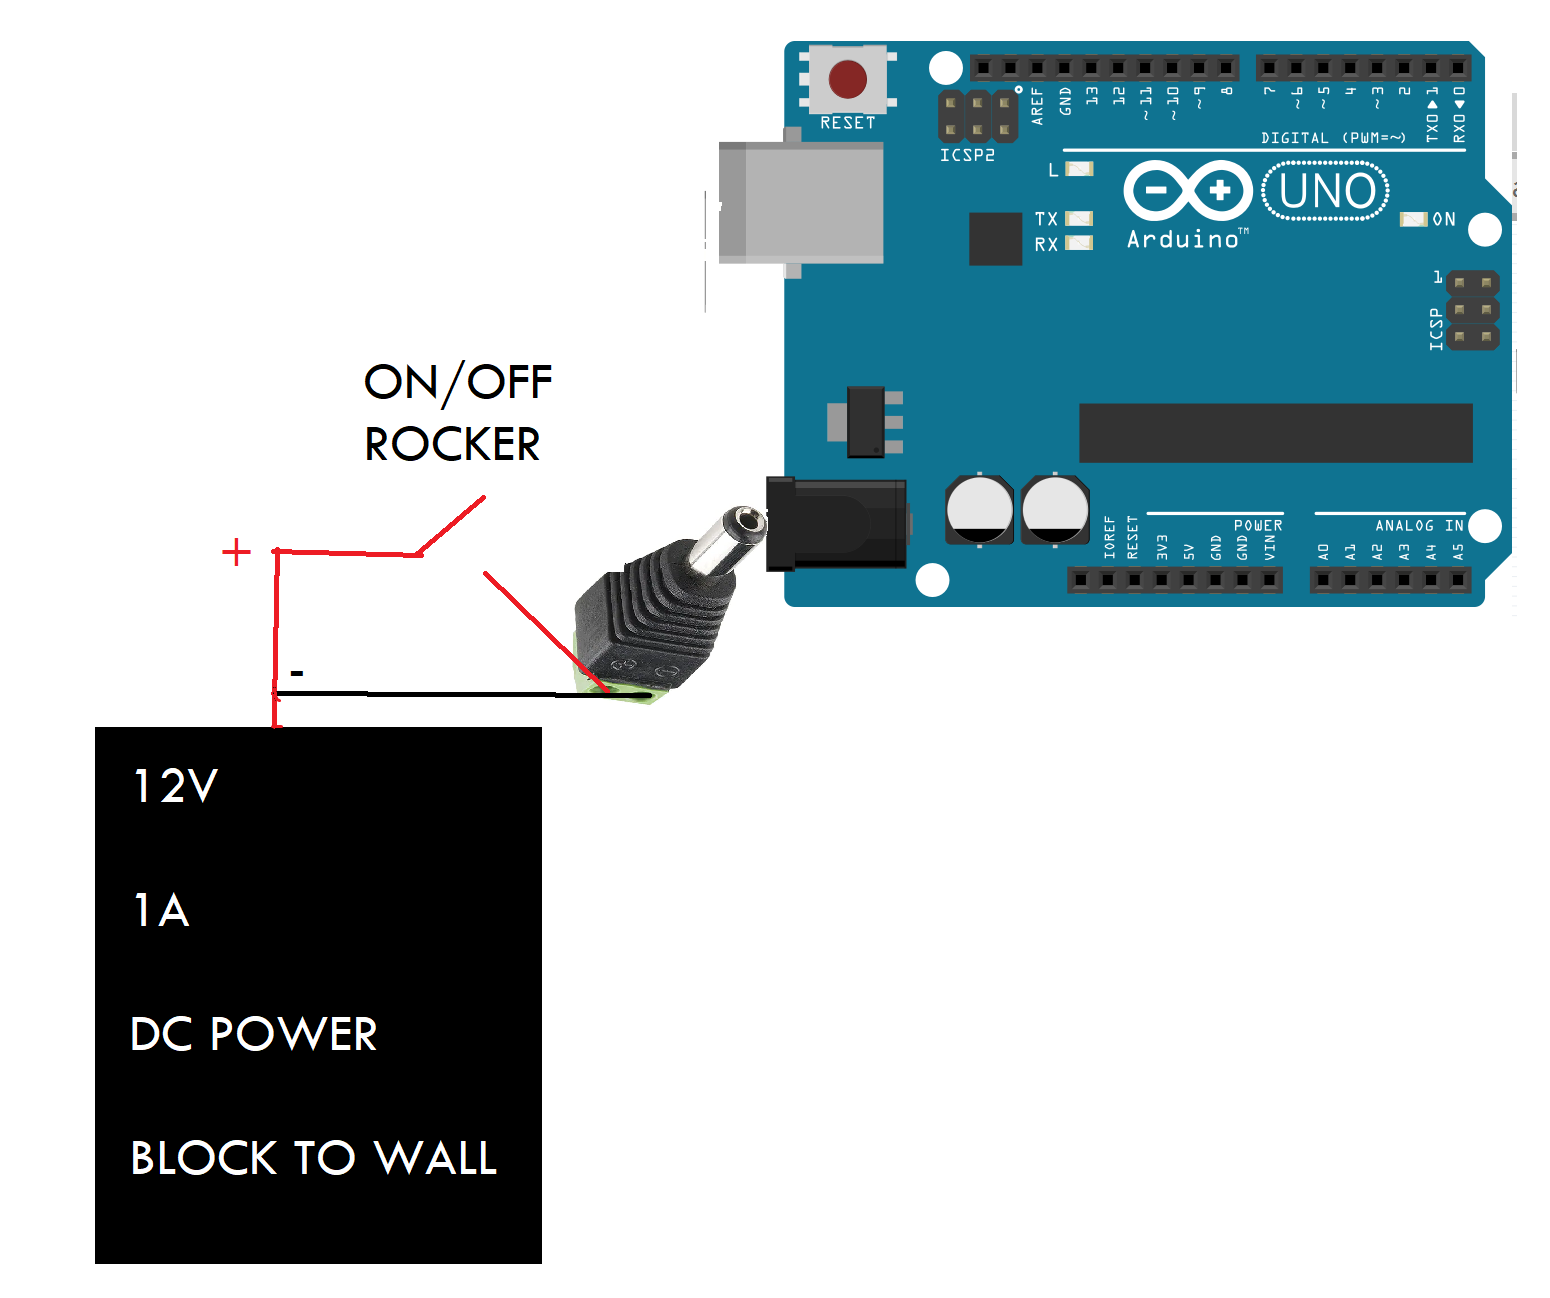 RESET
ICSP2
AREF
GND
13
12
~11
~10
~9
8
7
~6
~5
4
~3
2
TX0▶1
RX0◀0
DIGITAL (PWM=~)
L
TX
RX
UNO
Arduino™
ON
1
ICSP
ON/OFF
ROCKER
+
-
IOREF
RESET
3V3
5V
GND
GND
VIN
POWER
A0
A1
A2
A3
A4
A5
ANALOG IN
12V
1A
DC POWER
BLOCK TO WALL